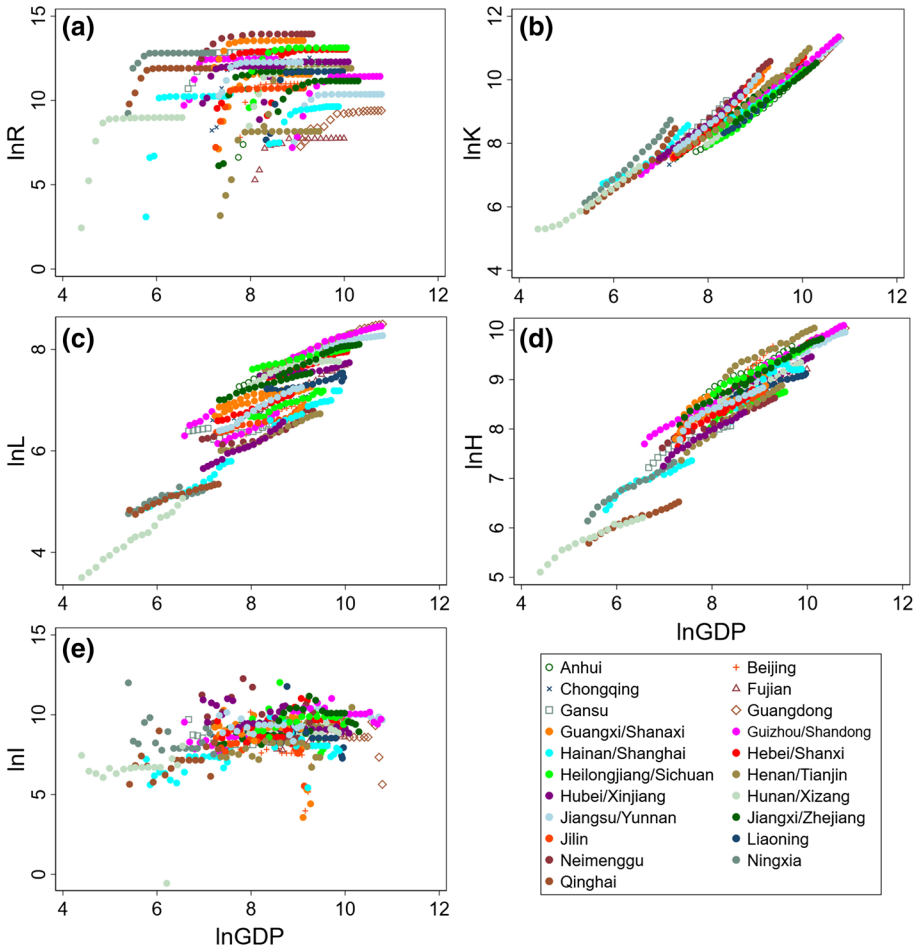 (a)
lnR
15
10
5
0
4 6 8 10 12
(b)
lnK
12
10
8
6
4
4 6 8 10 12
(c)
lnL
8
6
4
4 6 8 10 12
(d)
lnH
10
9
8
7
6
5
4 6 8 10 12
lnGDP
(e)
lnI
15
10
5
0
4 6 8 10 12
lnGDP
Anhui Beijing
Chongqing Fujian
Gansu Guangdong
Guangxi/Shanaxi Guizhou/Shandong
Hainan/Shanghai Hebei/Shanxi
Heilongjiang/Sichuan Henan/Tianjin
Hubei/Xinjiang Hunan/Xizang
Jiangsu/Yunnan Jiangxi/Zhejiang
Jilin Liaoning
Neimenggu Ningxia
Qinghai